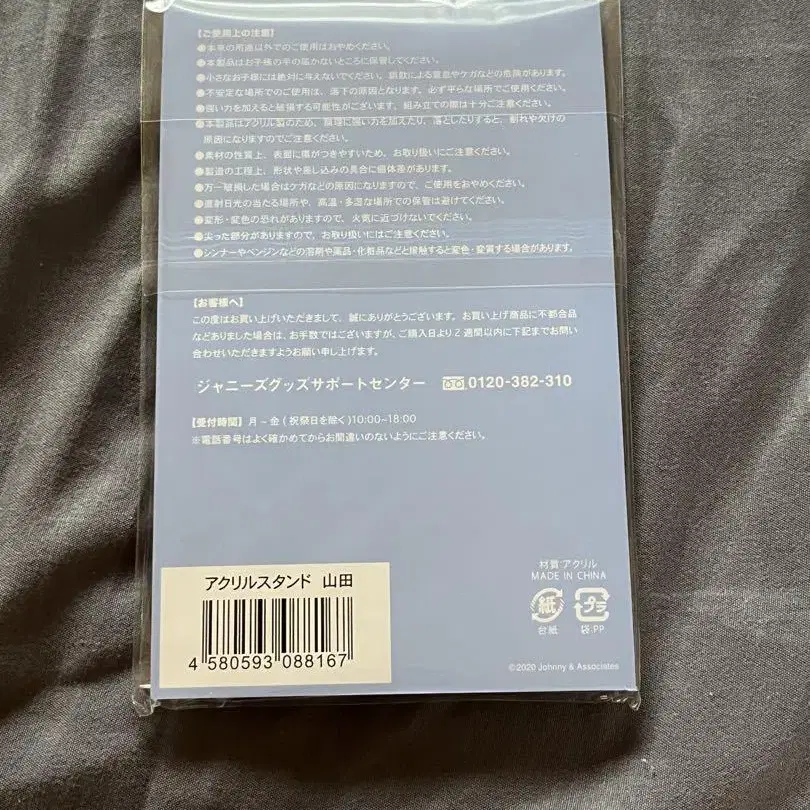 【ご使用上の注意】
●本来の用途以外でのご使用はおやめください。
●本製品はお子様の手の届かないところに保管してください。
●小さなお子様には絶対に与えないでください。誤飲による窒息やケガなどの危険があります。
●不安定な場所でのご使用は、落下の原因となります。必ず平らな場所でご使用ください。
●強い力を加えると破損する可能性がございます。組み立ての際は十分ご注意ください。
●本製品はアクリル製のため、無理に強い力を加えたり、落としたりすると、割れや欠けの
原因になりますのでご注意ください。
●素材の性質上、表面に傷がつきやすいため、お取り扱いにご注意ください。
●製造の工程上、形状や差し込みの具合に個体差があります。
●万一破損した場合はケガなどの原因になりますので、ご使用をおやめください。
●直射日光の当たる場所や、高温・多湿な場所での保管は避けてください。
●変形・変色の恐れがありますので、火気に近づけないでください。
●尖った部分がありますので、お取り扱いにはご注意ください。
●シンナーやベンジンなどの溶剤や薬品・化粧品などと接触すると変色・変質する場合があります。
【お客様へ】
この度はお買い上げいただきまして、誠にありがとうございます。お買い上げ商品に不都合品
などありました場合は、お手数ではございますが、ご購入日より2週間以内に下記までお問い
合わせいただきますようお願い申し上げます。
ジャニーズグッズサポートセンター 0120-382-310
【受付時間】月～金(祝祭日を除く)10:00~18:00
※電話番号はよく確かめてからお間違いのないようにご注意ください。
材質:アクリル
MADE IN CHINA
紙 プラ
台紙 袋:PP
アクリルスタンド 山田
4 580593 088167
©2020 Johnny & Associates